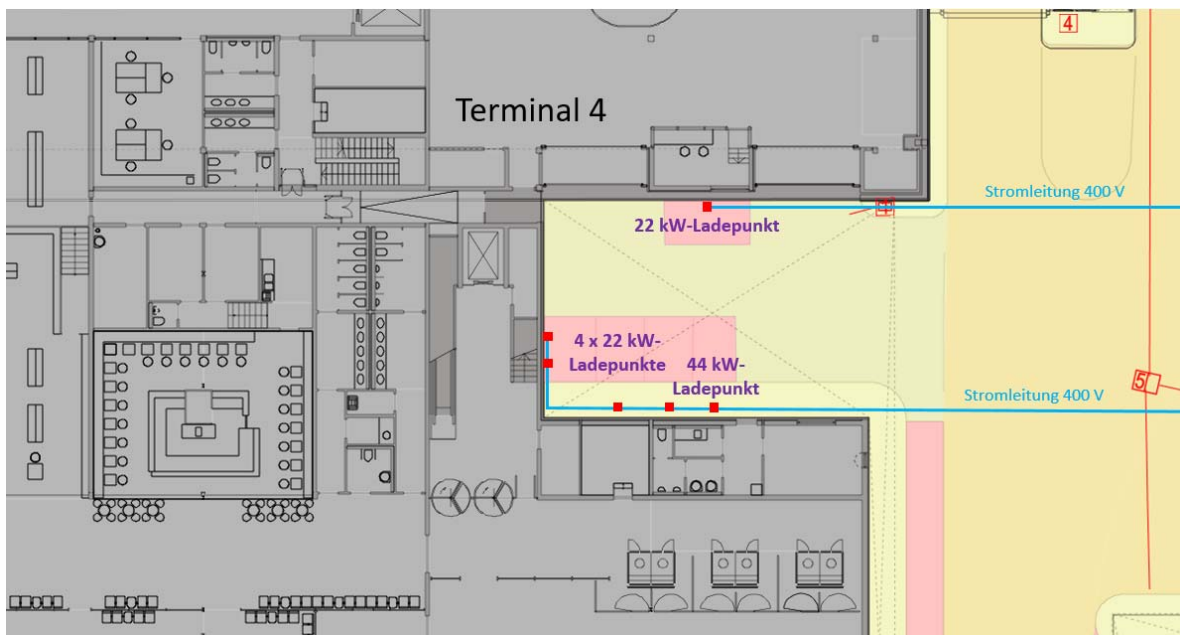 4
Terminal 4
Stromleitung 400 V
22 kW-Ladepunkt
4 x 22 kW-
Ladepunkte
44 kW-
Ladepunkt
5
Stromleitung 400 V